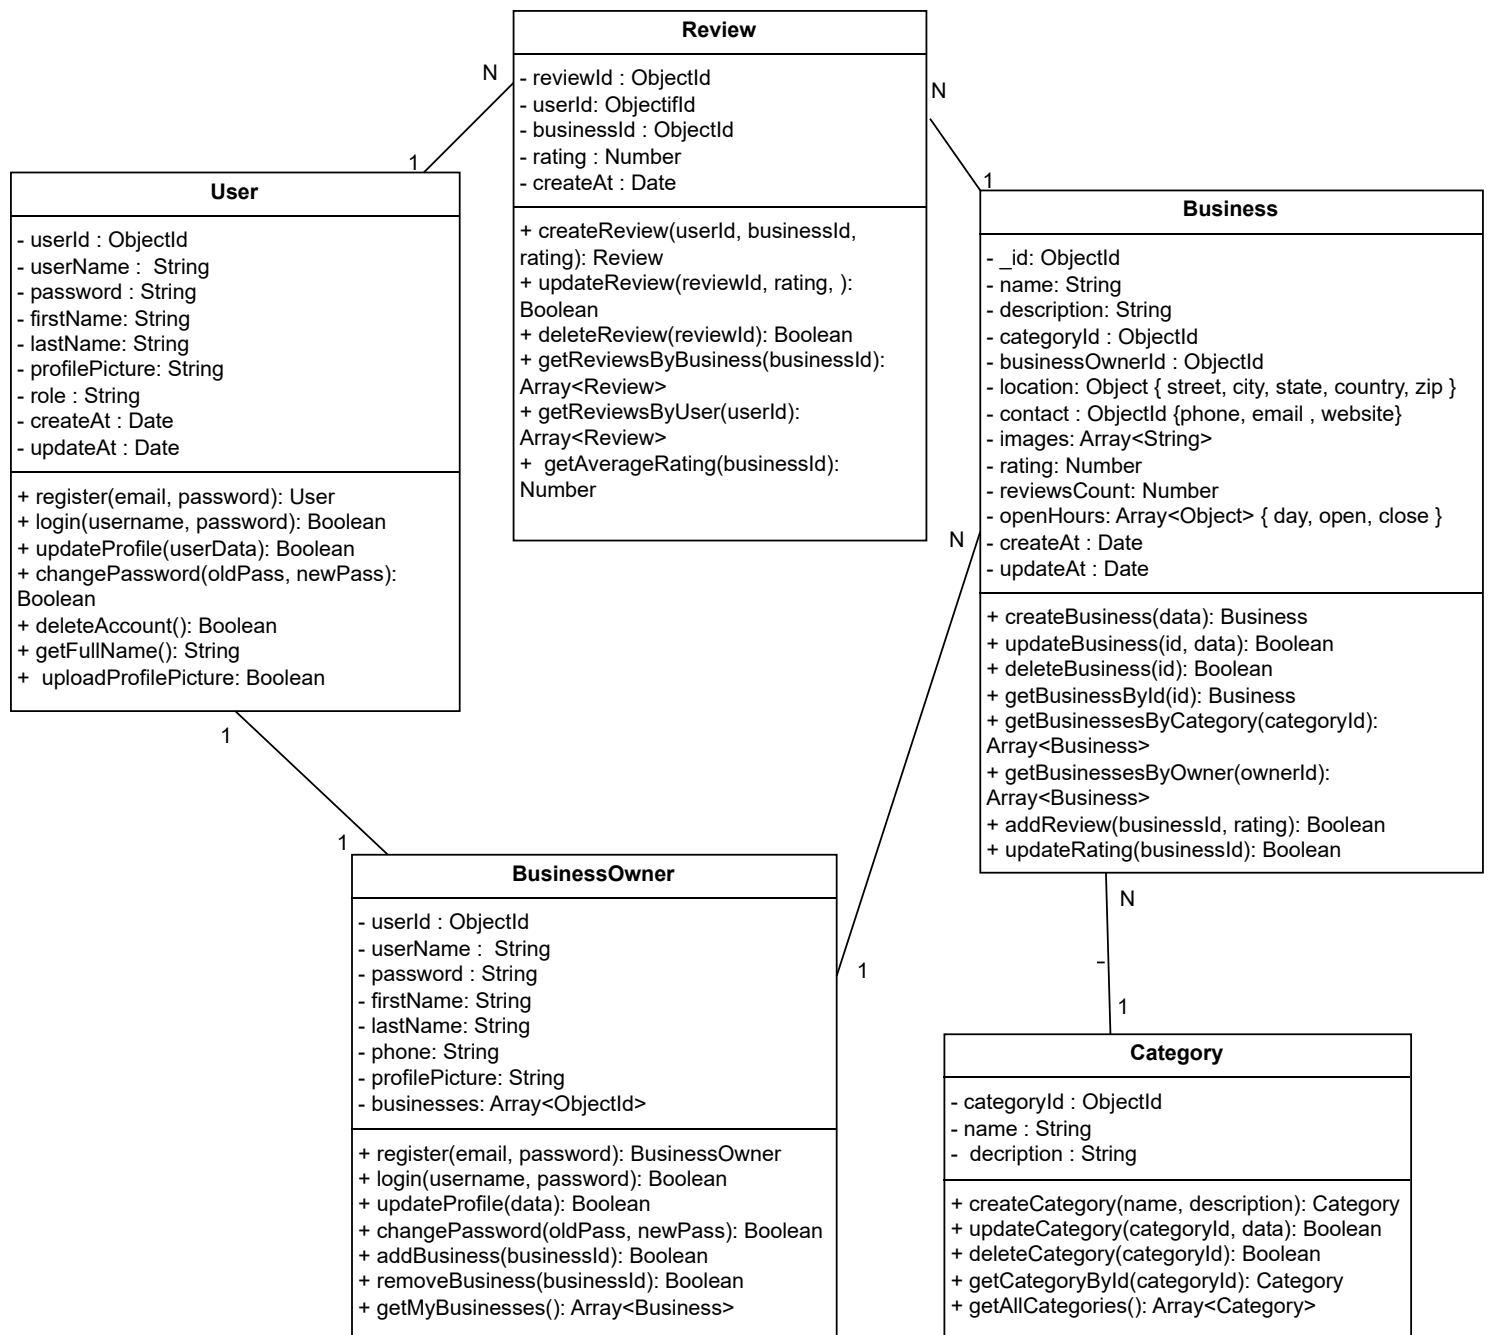 Review
- reviewId : ObjectId
- userId: ObjectifId
- businessId : ObjectId
- rating : Number
- createAt : Date
+ createReview(userId, businessId,
rating): Review
+ updateReview(reviewId, rating, ):
Boolean
+ deleteReview(reviewId): Boolean
+ getReviewsByBusiness(businessId):
Array<Review>
+ getReviewsByUser(userId):
Array<Review>
+  getAverageRating(businessId):
Number
N
1
N
1
User
- userId : ObjectId
- userName :  String
- password : String
- firstName: String
- lastName: String
- profilePicture: String
- role : String
- createAt : Date
- updateAt : Date
+ register(email, password): User
+ login(username, password): Boolean
+ updateProfile(userData): Boolean
+ changePassword(oldPass, newPass):
Boolean
+ deleteAccount(): Boolean
+ getFullName(): String
+  uploadProfilePicture: Boolean
Business
- _id: ObjectId
- name: String
- description: String
- categoryId : ObjectId
- businessOwnerId : ObjectId
- location: Object { street, city, state, country, zip }
- contact : ObjectId {phone, email , website}
- images: Array<String>
- rating: Number
- reviewsCount: Number
- openHours: Array<Object> { day, open, close }
- createAt : Date
- updateAt : Date
+ createBusiness(data): Business
+ updateBusiness(id, data): Boolean
+ deleteBusiness(id): Boolean
+ getBusinessById(id): Business
+ getBusinessesByCategory(categoryId):
Array<Business>
+ getBusinessesByOwner(ownerId):
Array<Business>
+ addReview(businessId, rating): Boolean
+ updateRating(businessId): Boolean
N
1
1
1
N
-
1
BusinessOwner
- userId : ObjectId
- userName :  String
- password : String
- firstName: String
- lastName: String
- phone: String
- profilePicture: String
- businesses: Array<ObjectId>
+ register(email, password): BusinessOwner
+ login(username, password): Boolean
+ updateProfile(data): Boolean
+ changePassword(oldPass, newPass): Boolean
+ addBusiness(businessId): Boolean
+ removeBusiness(businessId): Boolean
+ getMyBusinesses(): Array<Business>
Category
- categoryId : ObjectId
- name : String
-  decription : String
+ createCategory(name, description): Category
+ updateCategory(categoryId, data): Boolean
+ deleteCategory(categoryId): Boolean
+ getCategoryById(categoryId): Category
+ getAllCategories(): Array<Category>